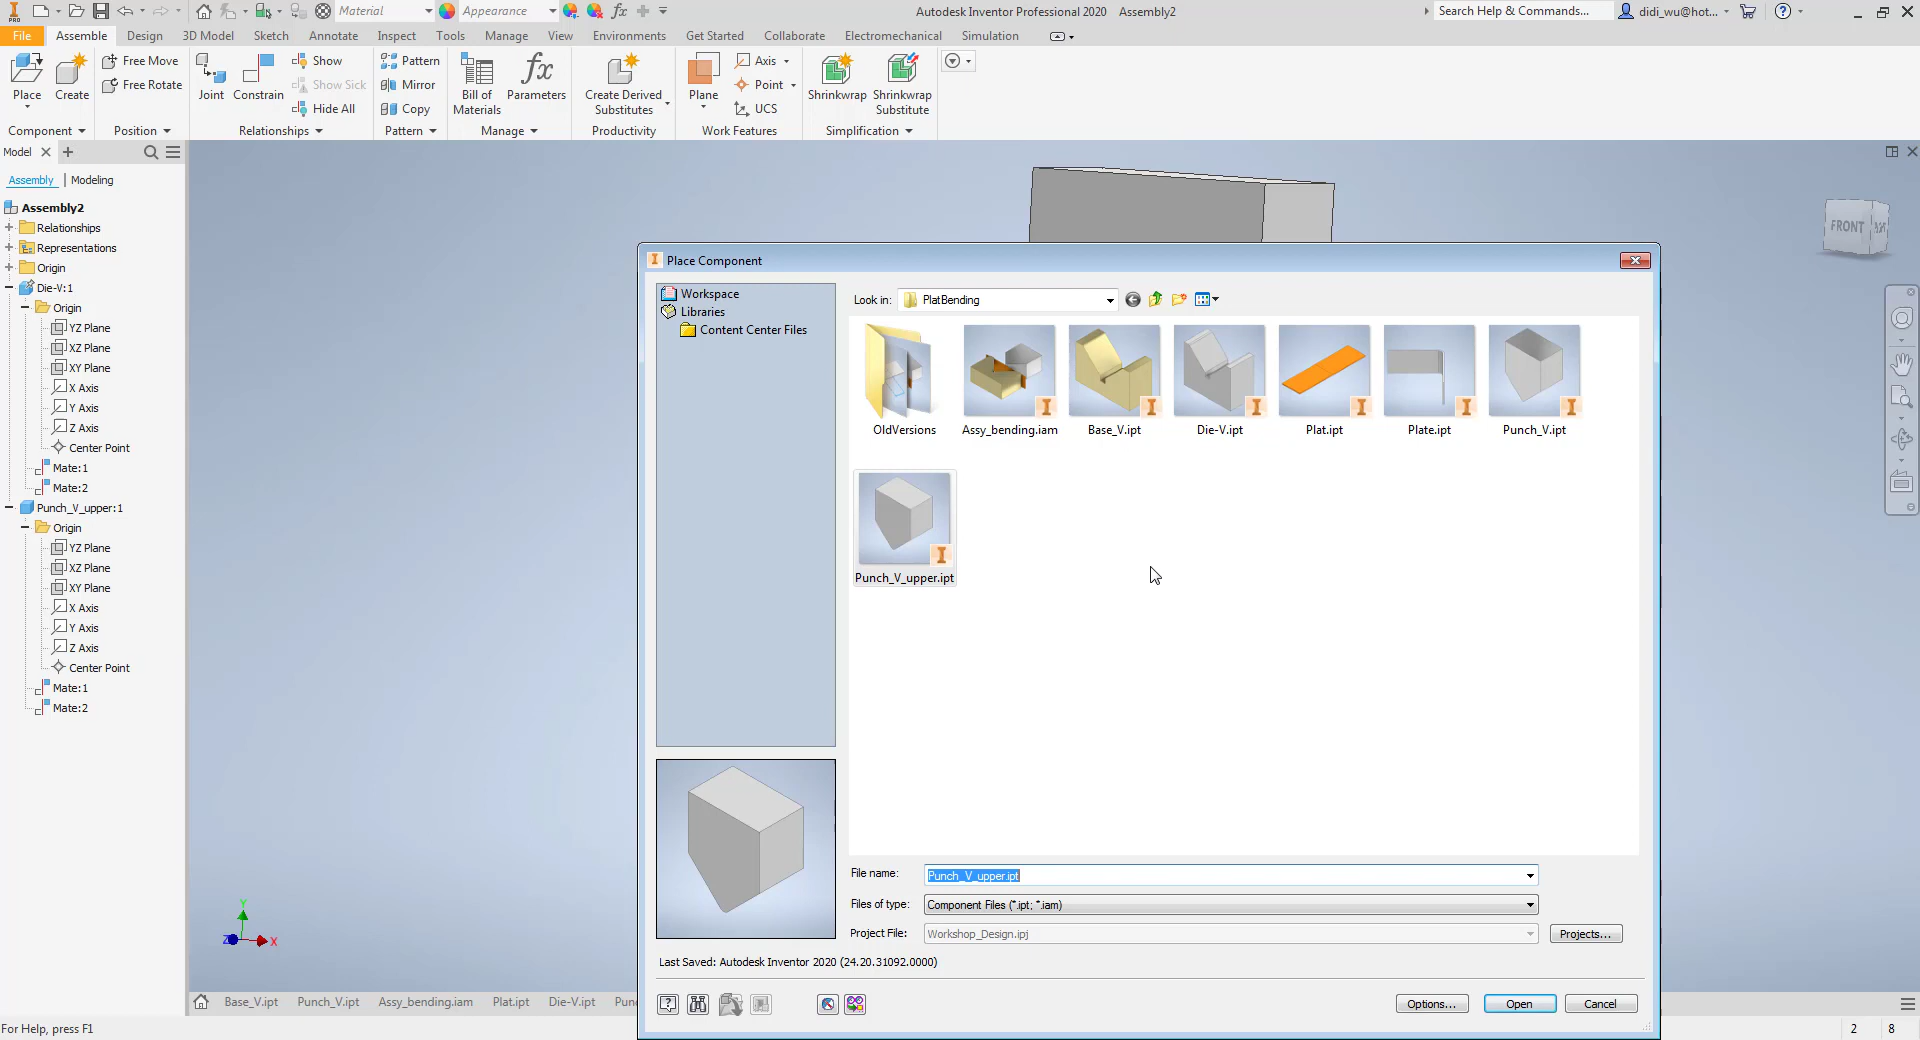 Material
Appearance
fx
Autodesk Inventor Professional 2020 Assembly2
Search Help & Commands...
didi_wu@hot...
PRO
File Assemble Design 3D Model Sketch Annotate Inspect Tools Manage View Environments Get Started Collaborate Electromechanical Simulation
Place
Create
Free Move
Free Rotate
Joint
Constrain
Show
Show Sick
Hide All
Pattern
Mirror
Copy
Bill of
Materials
fx
Parameters
Create Derived
Substitutes
Plane
Axis
Point
UCS
Shrinkwrap
Shrinkwrap
Substitute
Component Position Relationships Pattern Manage Productivity Work Features Simplification
Model
Assembly Modeling
Assembly2
Relationships
Representations
Origin
Die-V:1
Origin
YZ Plane
XZ Plane
XY Plane
X Axis
Y Axis
Z Axis
Center Point
Mate:1
Mate:2
Punch_V_upper:1
Origin
YZ Plane
XZ Plane
XY Plane
X Axis
Y Axis
Z Axis
Center Point
Mate:1
Mate:2
FRONT
Place Component
Workspace
Libraries
Content Center Files
Look in: PlatBending
OldVersions Assy_bending.iam Base_V.ipt Die-V.ipt Plat.ipt Plate.ipt Punch_V.ipt
Punch_V_upper.ipt
File name: Punch_V_upper.ipt
Files of type: Component Files (*.ipt; *.iam)
Project File: Workshop_Design.ipj
Projects...
Last Saved: Autodesk Inventor 2020 (24.20.31092.0000)
Options... Open Cancel
Y
Z
X
Base_V.ipt Punch_V.ipt Assy_bending.iam Plat.ipt Die-V.ipt
For Help, press F1
2 8